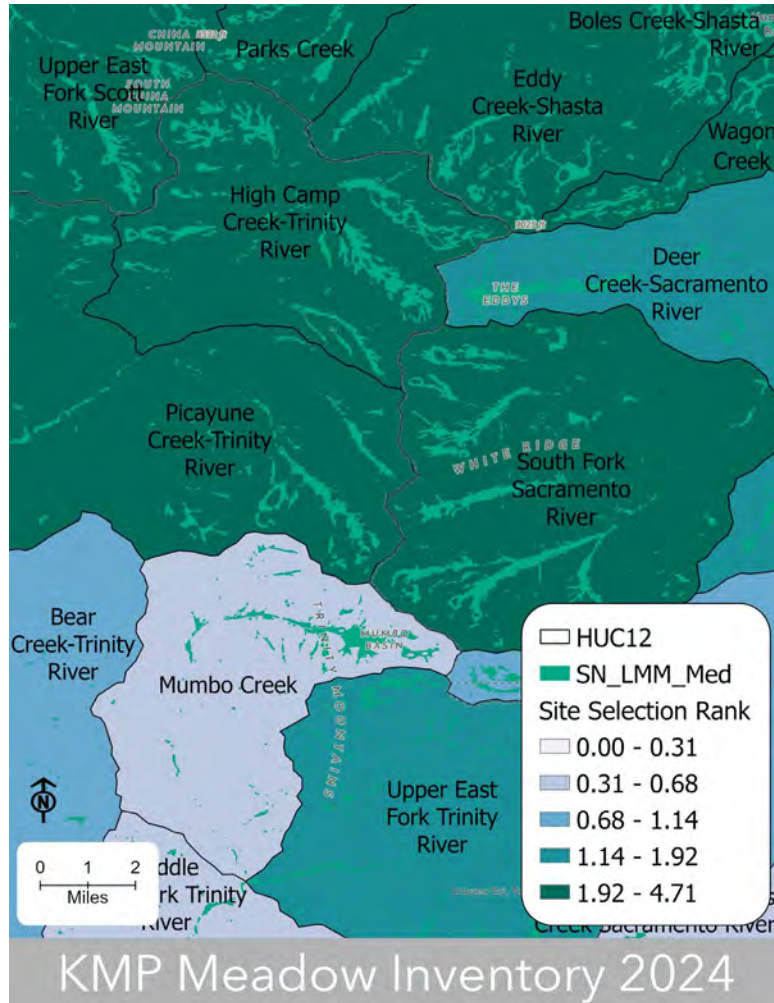 CHINA
MOUNTAIN
Parks Creek
Boles Creek-Shasta
River
Upper East
Fork Scott
River
SOUTH
CHINA
MOUNTAIN
Eddy
Creek-Shasta
River
Wagon
Creek
High Camp
Creek-Trinity
River
9025 ft
Deer
Creek-Sacramento
River
THE
EDDYS
Picayune
Creek-Trinity
River
WHITE RIDGE
South Fork
Sacramento
River
Bear
Creek-Trinity
River
TRINITY MOUNTAINS
MUMBO
BASIN
Mumbo Creek
Upper East
Fork Trinity
River
HUC12
SN_LMM_Med
Site Selection Rank
0.00 - 0.31
0.31 - 0.68
0.68 - 1.14
1.14 - 1.92
1.92 - 4.71
N
0 1 2
Miles
ddle
rk Trinity
River
Creek-Sacramento River
KMP Meadow Inventory 2024